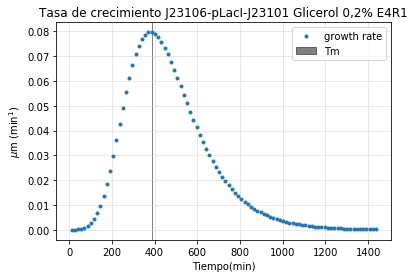 Tasa de crecimiento J23106-pLacI-J23101 Glicerol 0,2% E4R1
growth rate
Tm
0.08
0.07
0.06
0.05
0.04
0.03
0.02
0.01
0.00
μm (min¹)
0 200 400 600 800 1000 1200 1400
Tiempo(min)